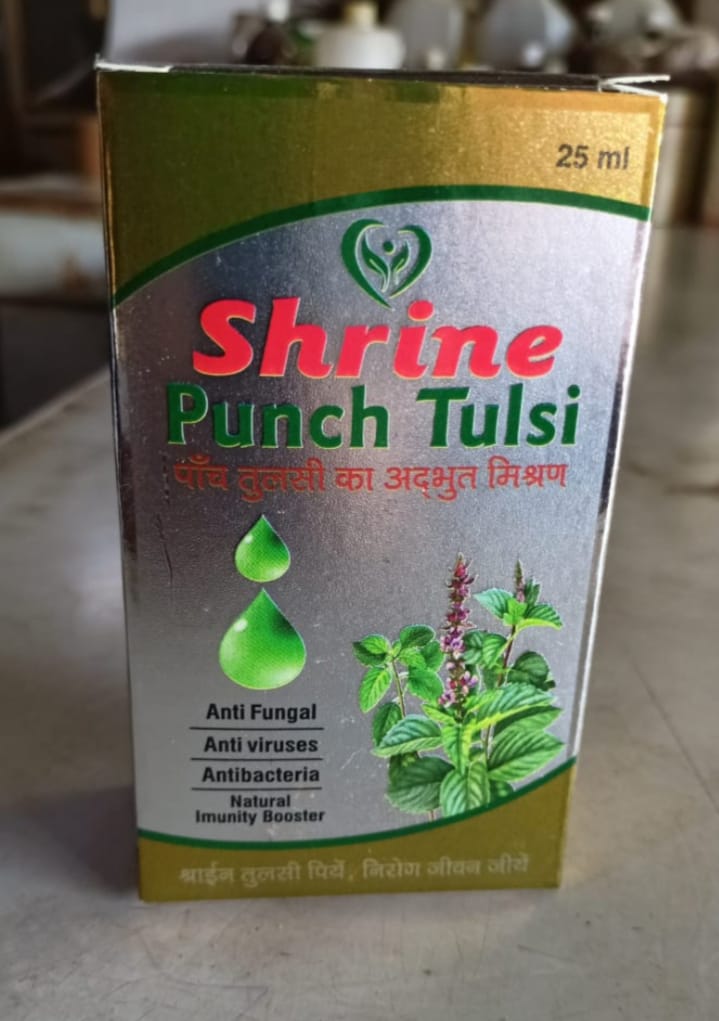 25 ml
Shrine
Punch Tulsi
पाँच तुलसी का अद्भुत मिश्रण
Anti Fungal
Anti viruses
Antibacteria
Natural
Imunity Booster
श्राईन तुलसी पियें, निरोग जीवन जीयें